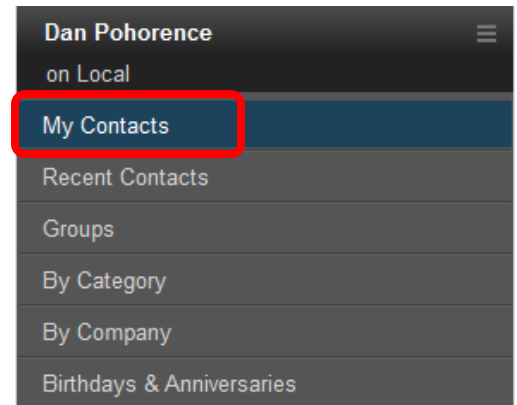 Dan Pohorence
on Local
My Contacts
Recent Contacts
Groups
By Category
By Company
Birthdays & Anniversaries